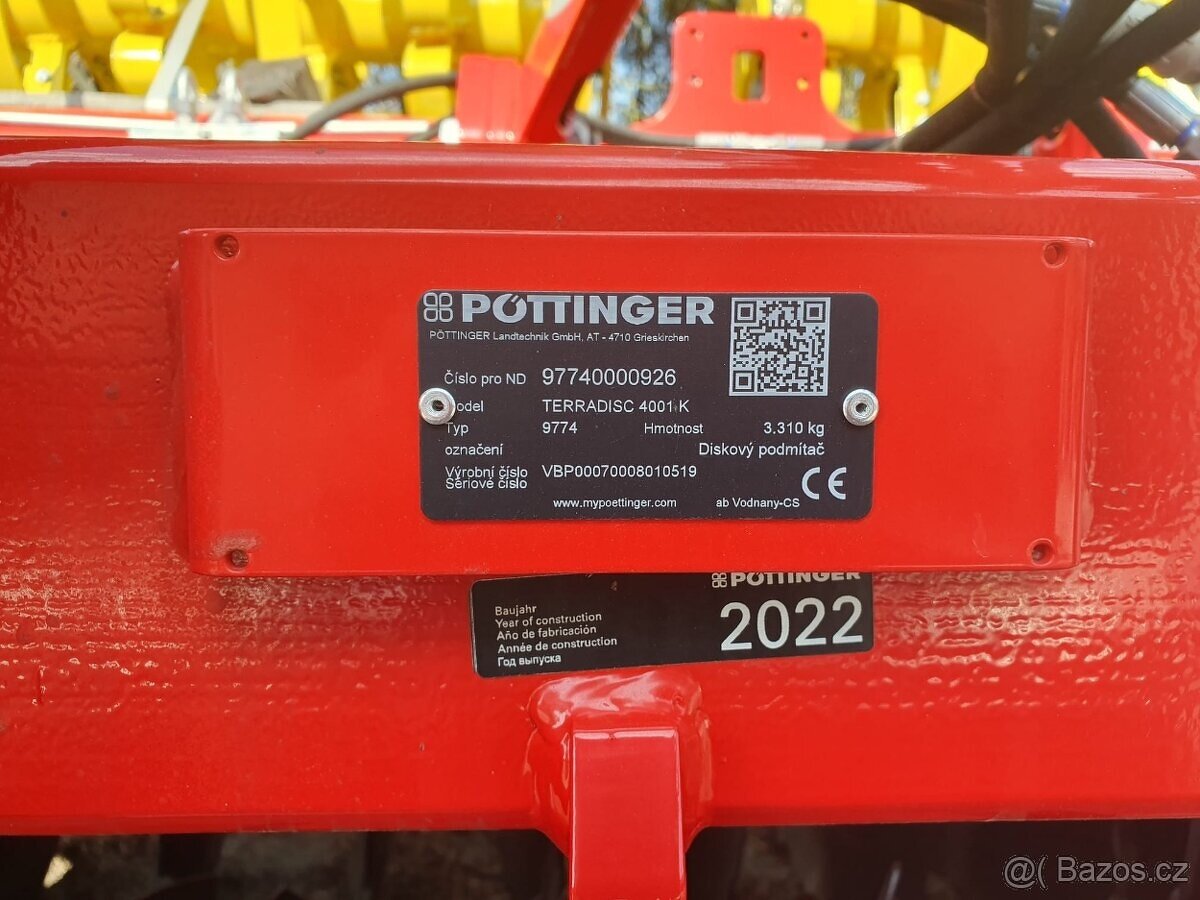 PÖTTINGER
PÖTTINGER Landtechnik GmbH, AT - 4710 Grieskirchen
Číslo pro ND 97740000926
Model TERRADISC 4001 K
Typ 9774 Hmotnost 3.310 kg
označení Diskový podmítač
Výrobní číslo VBP00070008010519
Sériové číslo
CE
www.mypoettinger.com ab Vodnany-CS
PÖTTINGER
Baujahr
Year of construction
Año de fabricación
Année de construction
Год выпуска
2022
@( Bazos.cz